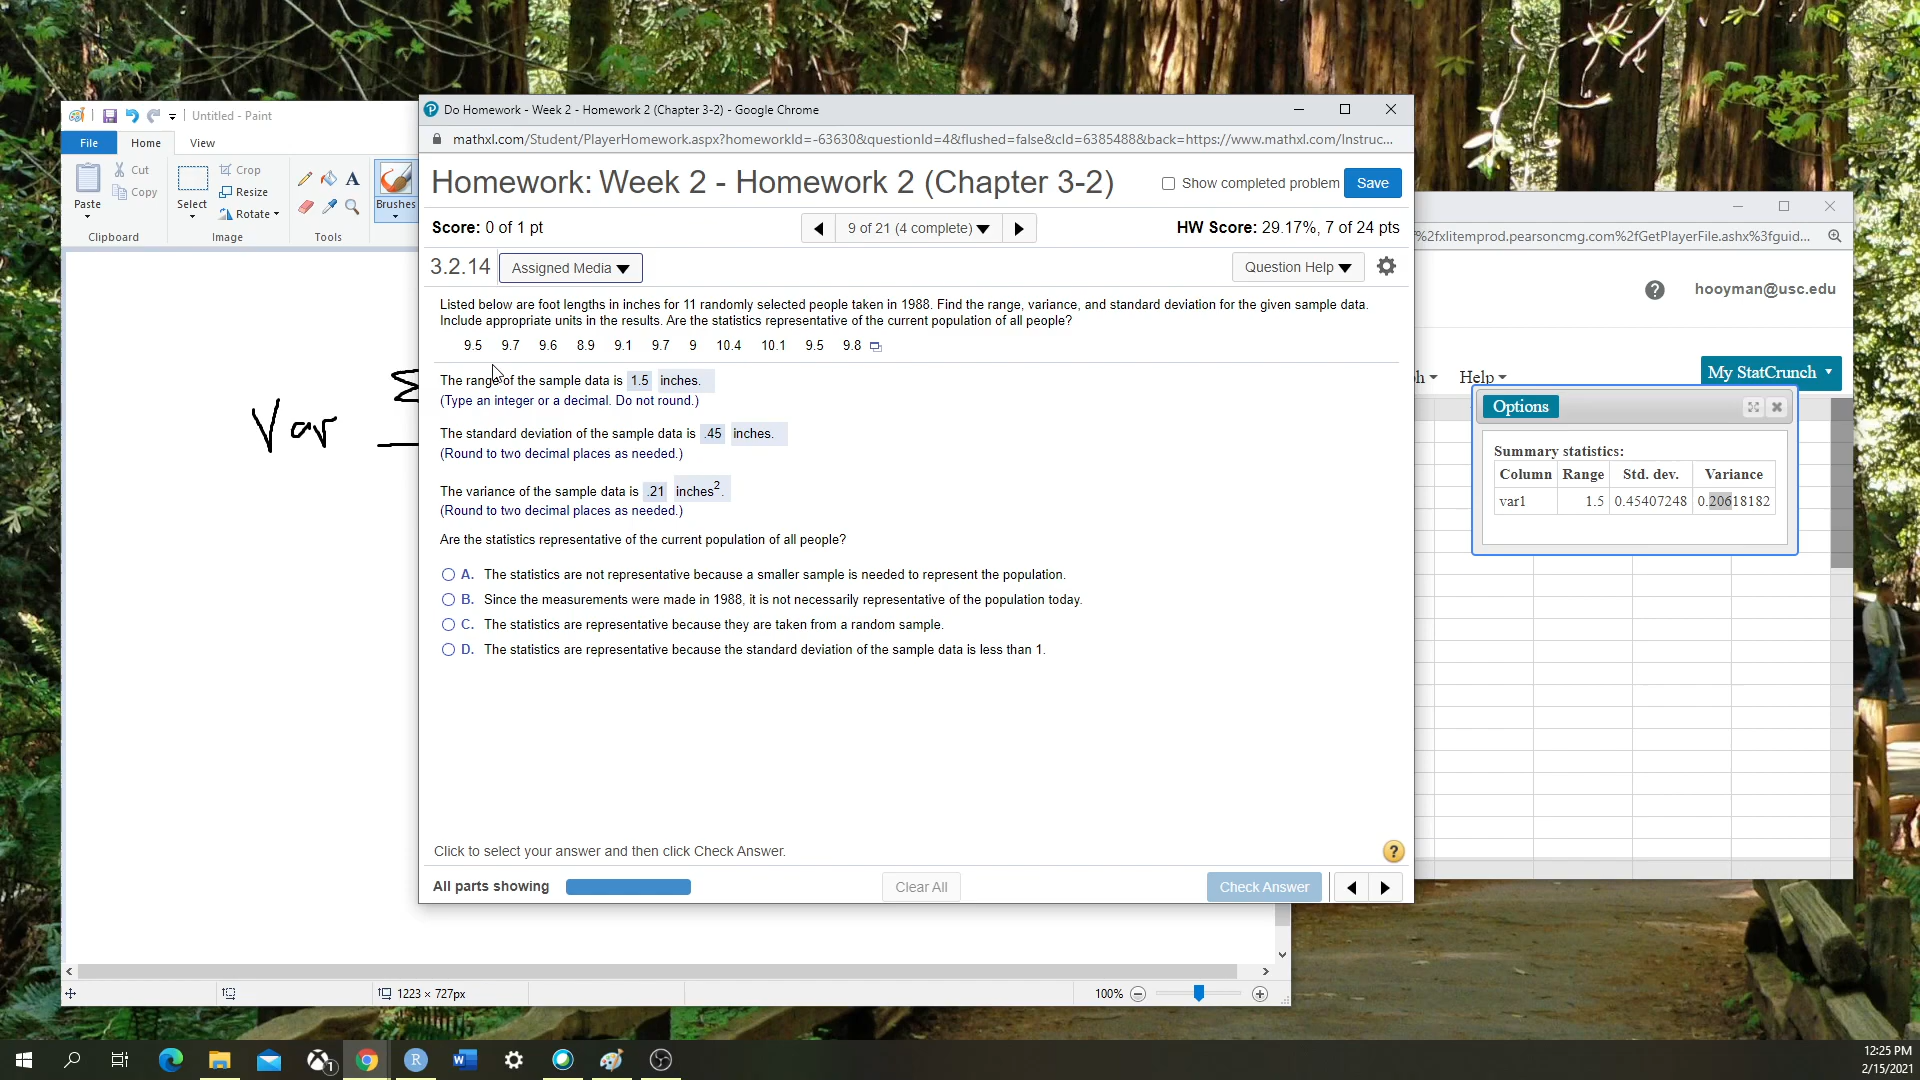 Untitled - Paint
File Home View
Paste
Cut
Copy
Clipboard
Select
Crop
Resize
Rotate
Image
Tools
Brushes
Var Σ
100%
1223 × 727px
Do Homework - Week 2 - Homework 2 (Chapter 3-2) - Google Chrome
mathxl.com/Student/PlayerHomework.aspx?homeworkId=-63630&questionId=4&flushed=false&cId=6385488&back=https://www.mathxl.com/Instruc...
Homework: Week 2 - Homework 2 (Chapter 3-2)
Show completed problem
Save
Score: 0 of 1 pt
9 of 21 (4 complete)
HW Score: 29.17%, 7 of 24 pts
3.2.14
Assigned Media
Question Help
Listed below are foot lengths in inches for 11 randomly selected people taken in 1988. Find the range, variance, and standard deviation for the given sample data.
Include appropriate units in the results. Are the statistics representative of the current population of all people?
9.5 9.7 9.6 8.9 9.1 9.7 9 10.4 10.1 9.5 9.8
The range of the sample data is 1.5 inches.
(Type an integer or a decimal. Do not round.)
The standard deviation of the sample data is .45 inches.
(Round to two decimal places as needed.)
The variance of the sample data is .21 inches².
(Round to two decimal places as needed.)
Are the statistics representative of the current population of all people?
A. The statistics are not representative because a smaller sample is needed to represent the population.
B. Since the measurements were made in 1988, it is not necessarily representative of the population today.
C. The statistics are representative because they are taken from a random sample.
D. The statistics are representative because the standard deviation of the sample data is less than 1.
Click to select your answer and then click Check Answer.
?
All parts showing
Clear All
Check Answer
%2fxlitemprod.pearsoncmg.com%2fGetPlayerFile.ashx%3fguid...
? hooyman@usc.edu
h Help
My StatCrunch
Options
Summary statistics:
Column Range Std. dev. Variance
var1 1.5 0.45407248 0.20618182
12:25 PM
2/15/2021